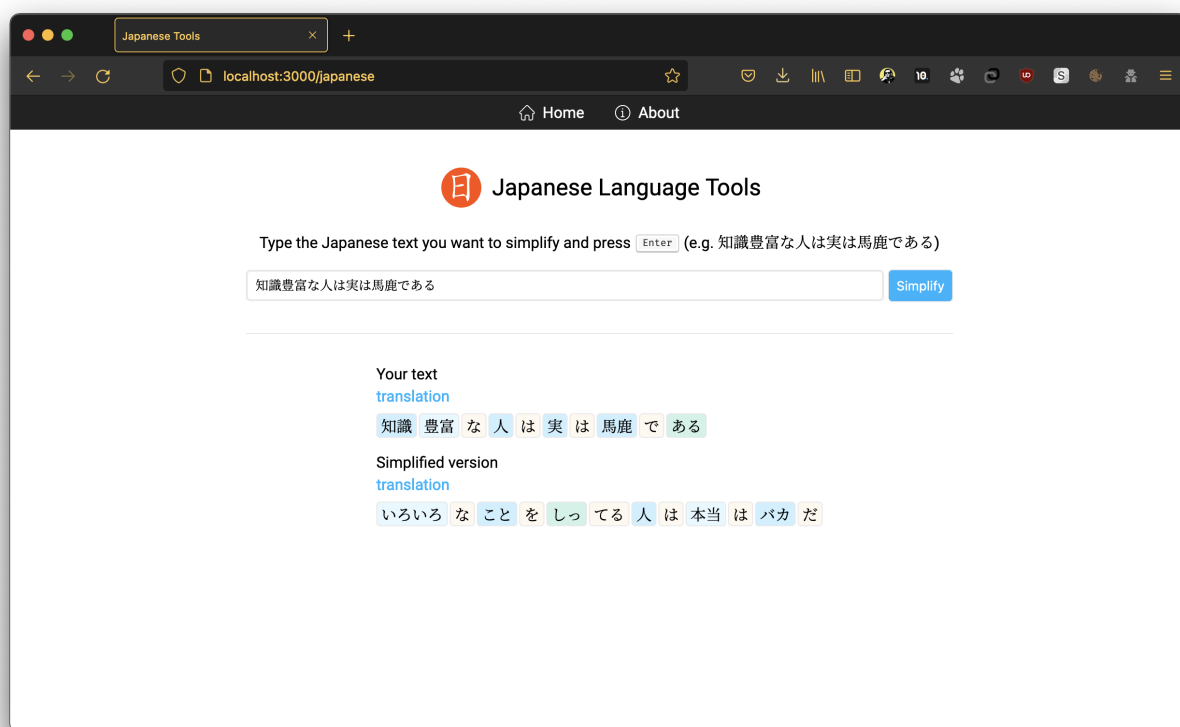 Japanese Tools
localhost:3000/japanese
10.
S
Home
About
日 Japanese Language Tools
Type the Japanese text you want to simplify and press Enter (e.g. 知識豊富な人は実は馬鹿である)
知識豊富な人は実は馬鹿である
Simplify
Your text
translation
知識 豊富 な 人 は 実 は 馬鹿 で ある
Simplified version
translation
いろいろ な こと を しっ てる 人 は 本当 は バカ だ